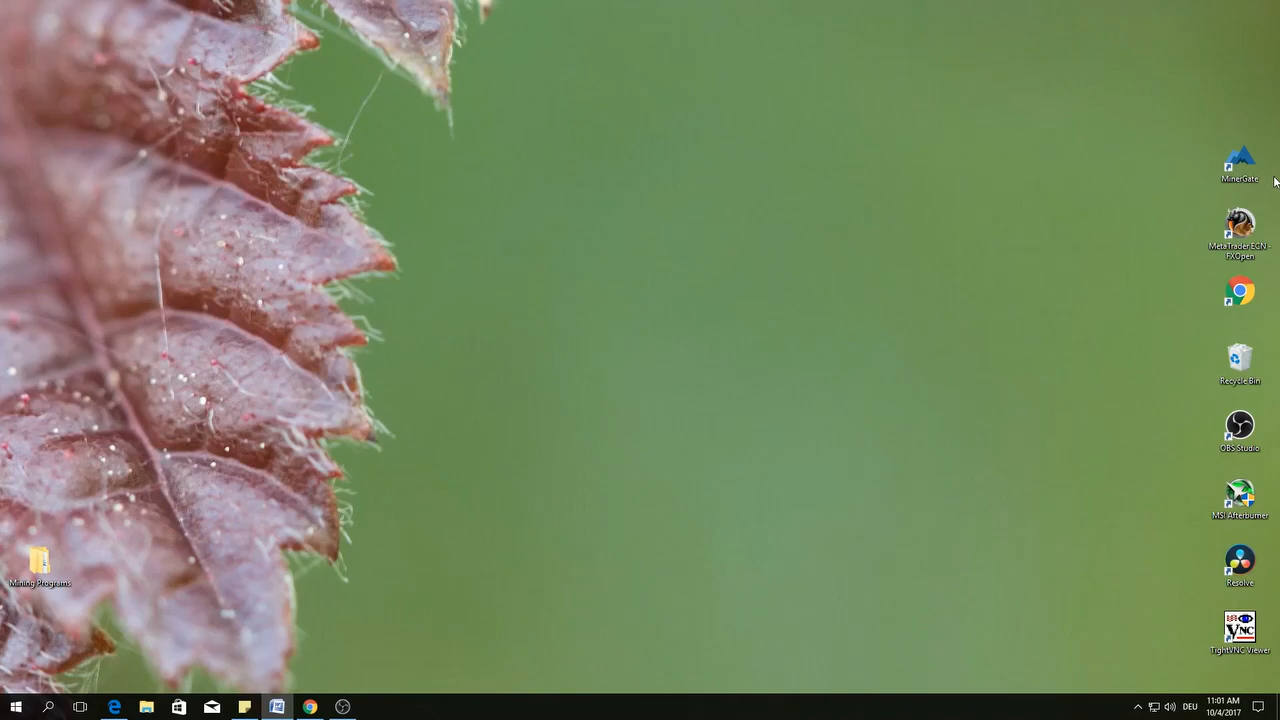 MinerGate
MetaTrader ECN -
FXOpen
Recycle Bin
OBS Studio
MSI Afterburner
Resolve
VNC
TightVNC Viewer
Mining Programs
DEU
11:01 AM
10/4/2017